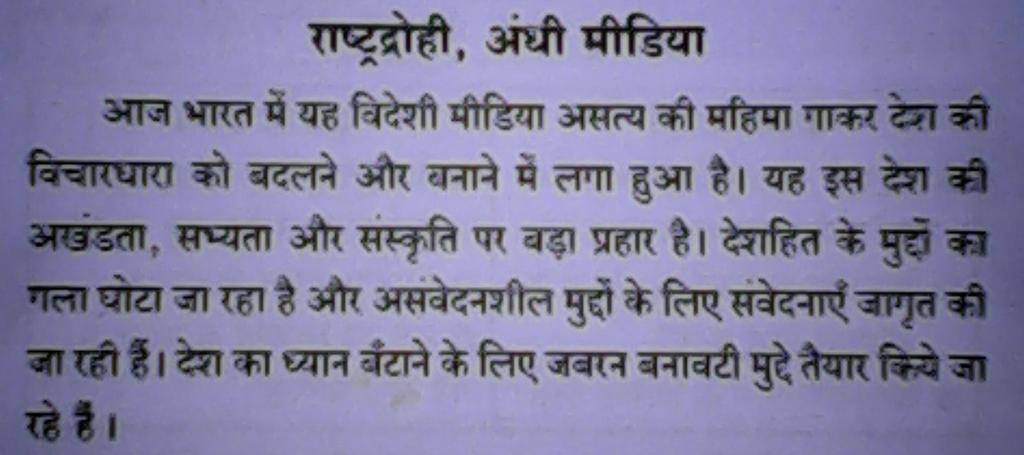 राष्ट्रद्रोही, अंधी मीडिया
आज भारत में यह विदेशी मीडिया असत्य की महिमा गाकर देश की
विचारधारा को बदलने और बनाने में लगा हुआ है। यह इस देश की
अखंडता, सभ्यता और संस्कृति पर बड़ा प्रहार है। देशहित के मुद्दों का
गला घोटा जा रहा है और असंवेदनशील मुद्दों के लिए संवेदनाएँ जागृत की
जा रही हैं। देश का ध्यान बँटाने के लिए जबरन बनावटी मुद्दे तैयार किये जा
रहे हैं।